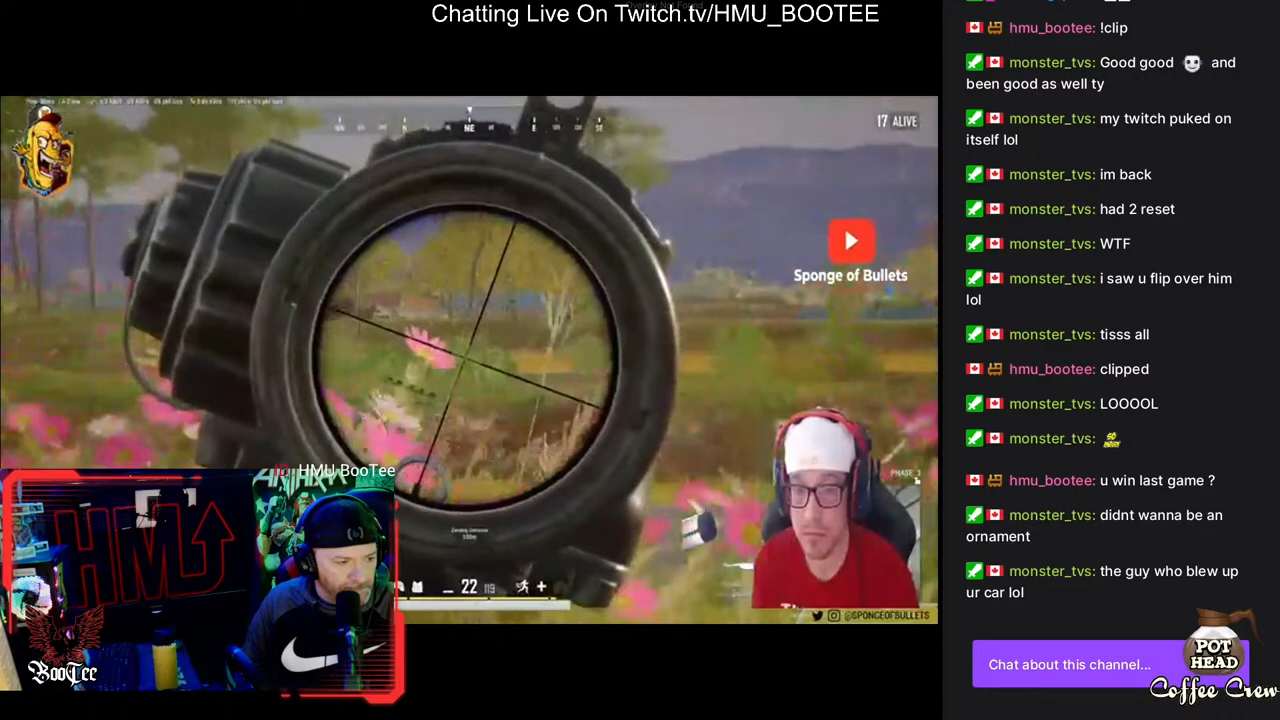 Chatting Live On Twitch.tv/HMU_BOOTEE
hmu_bootee: !clip
monster_tvs: Good good and
been good as well ty
monster_tvs: my twitch puked on
itself lol
monster_tvs: im back
monster_tvs: had 2 reset
monster_tvs: WTF
monster_tvs: i saw u flip over him
lol
monster_tvs: tisss all
hmu_bootee: clipped
monster_tvs: LOOOOL
monster_tvs:
hmu_bootee: u win last game ?
monster_tvs: didnt wanna be an
ornament
monster_tvs: the guy who blew up
ur car lol
Chat about this channel...
POT
HEAD
Coffee Crew
NE
E
17 ALIVE
Sponge of Bullets
HMU BooTee
HMU
BooTee
100m
22 119
PHASE
@SPONGEOFBULLETS